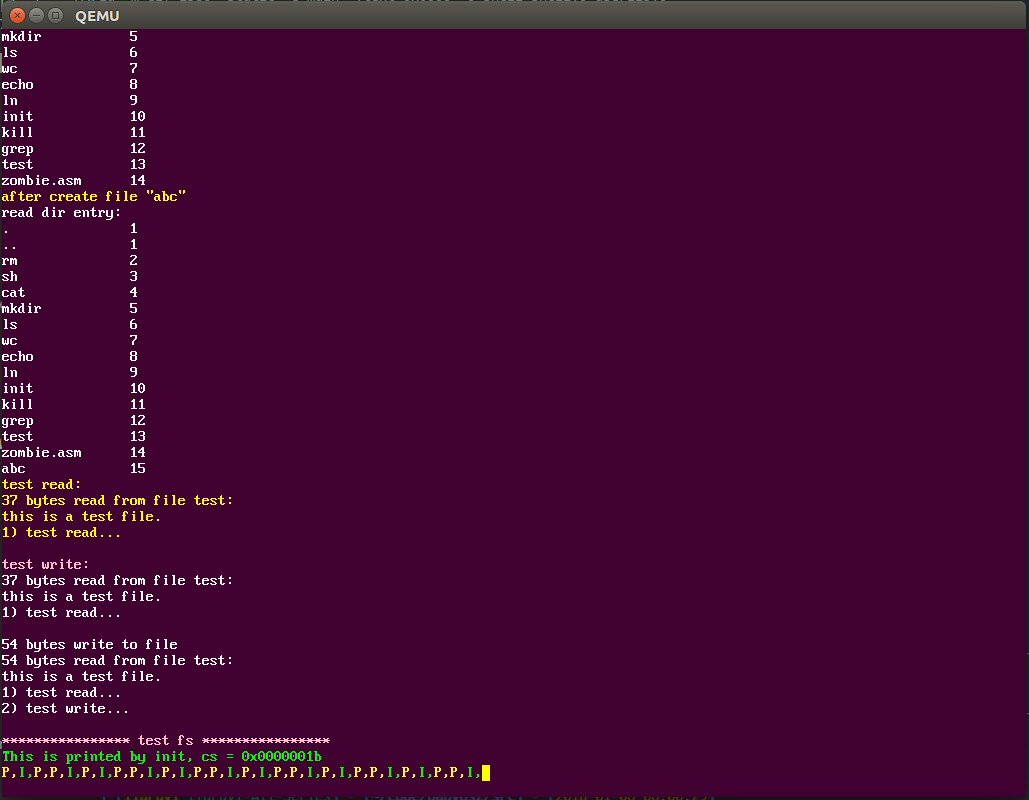 QEMU
mkdir 5
ls 6
wc 7
echo 8
ln 9
init 10
kill 11
grep 12
test 13
zombie.asm 14
after create file "abc"
read dir entry:
. 1
.. 1
rm 2
sh 3
cat 4
mkdir 5
ls 6
wc 7
echo 8
ln 9
init 10
kill 11
grep 12
test 13
zombie.asm 14
abc 15
test read:
37 bytes read from file test:
this is a test file.
1) test read...
test write:
37 bytes read from file test:
this is a test file.
1) test read...
54 bytes write to file
54 bytes read from file test:
this is a test file.
1) test read...
2) test write...
**************** test fs ****************
This is printed by init, cs = 0x0000001b
P,I,P,P,I,P,I,P,P,I,P,I,P,P,I,P,I,P,P,I,P,I,P,P,I,P,I,P,P,I,